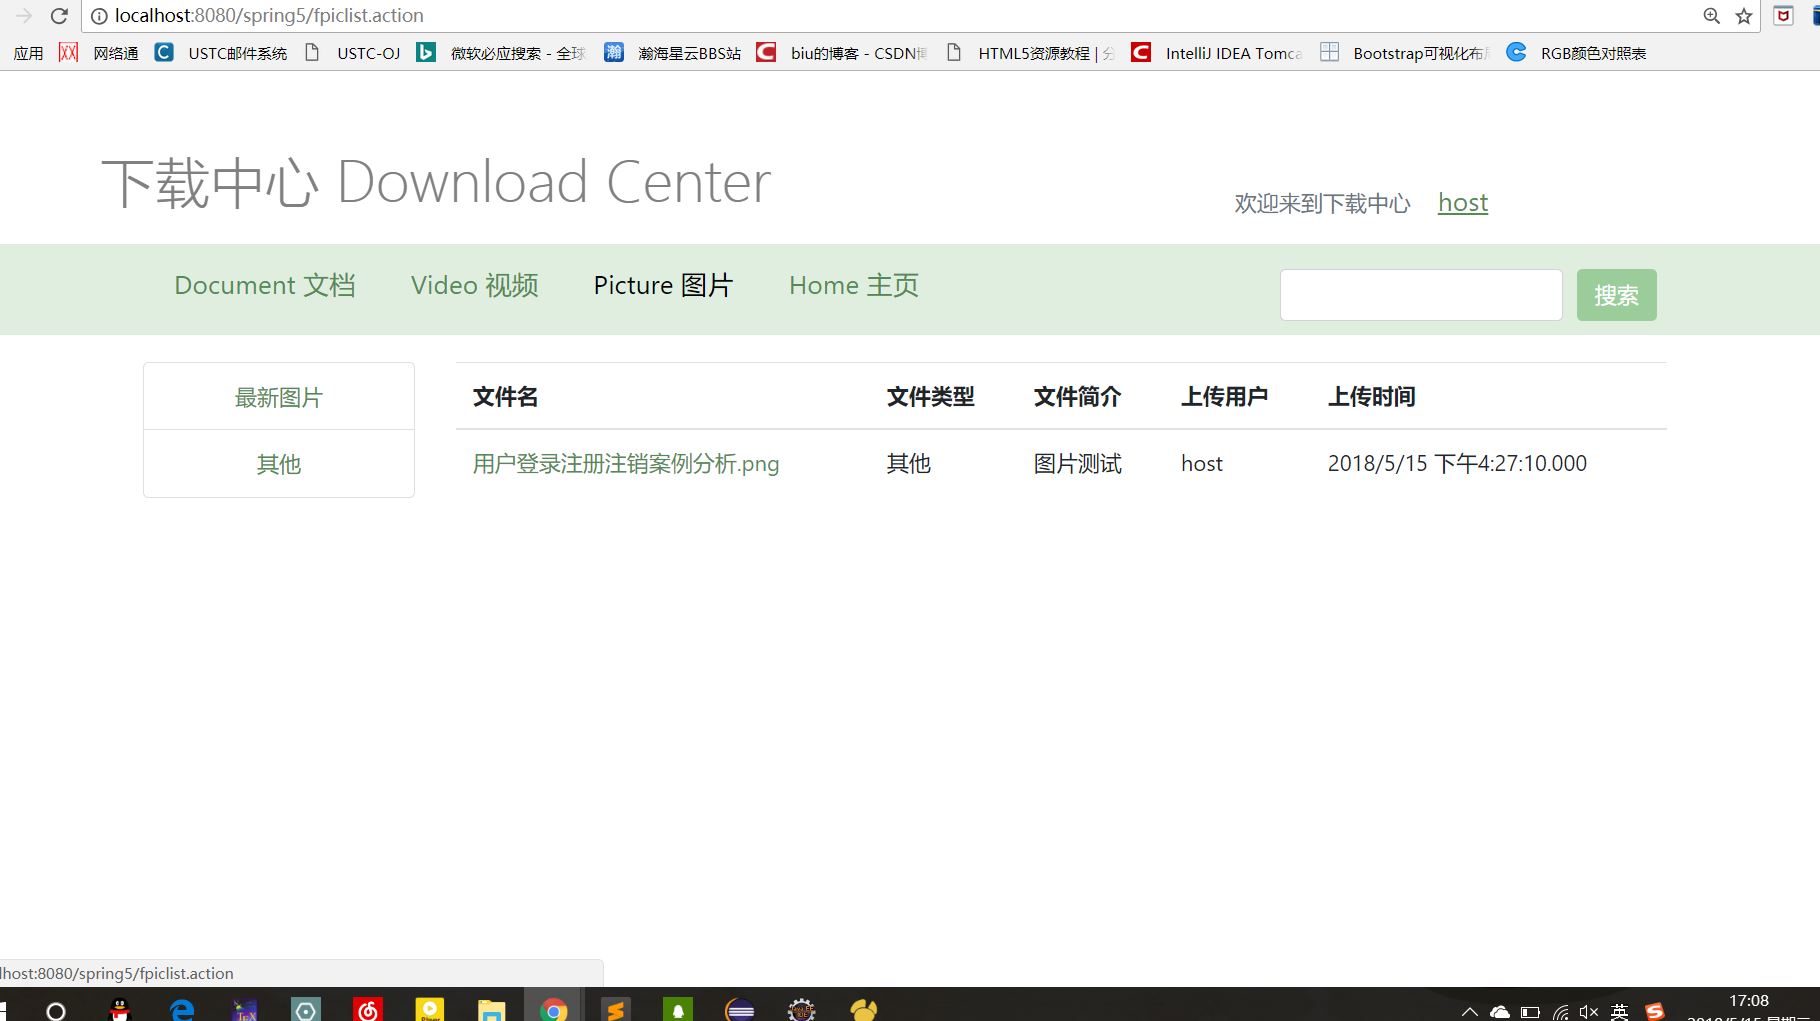 localhost:8080/spring5/fpiclist.action
应用 网络通 USTC邮件系统 USTC-OJ 微软必应搜索 - 全球 瀚海星云BBS站 biu的博客 - CSDN博 HTML5资源教程 | 分 IntelliJ IDEA Tomca Bootstrap可视化布局 RGB颜色对照表
下载中心 Download Center
欢迎来到下载中心 host
Document 文档 Video 视频 Picture 图片 Home 主页 搜索
最新图片
其他
文件名 文件类型 文件简介 上传用户 上传时间
用户登录注册注销案例分析.png 其他 图片测试 host 2018/5/15 下午4:27:10.000
lhost:8080/spring5/fpiclist.action
英 17:08